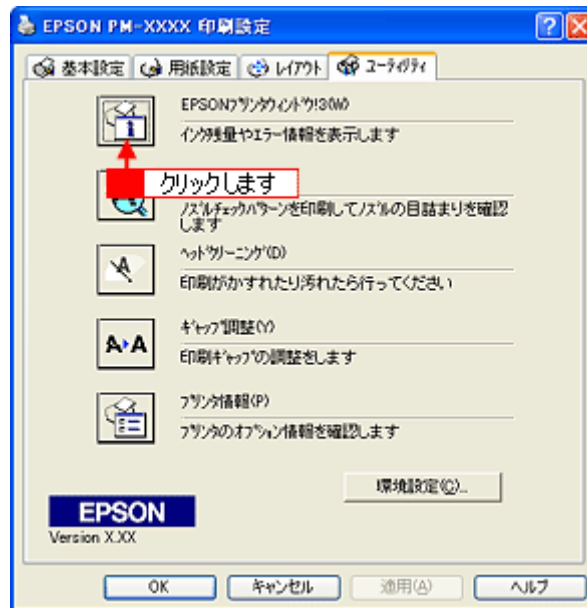 EPSON PM-XXXX 印刷設定
基本設定 用紙設定 レイアウト ユーティリティ
EPSONプリンタウィンドウ!3(W)
インク残量やエラー情報を表示します
クリックします
ノズルチェックパターンを印刷してノズルの目詰まりを確認
します
ヘッドクリーニング(D)
印刷がかすれたり汚れたら行ってください
ギャップ調整(Y)
A▸A
印刷ギャップの調整をします
プリンタ情報(P)
プリンタのオプション情報を確認します
環境設定(C)...
EPSON
Version X.XX
OK キャンセル 適用(A) ヘルプ